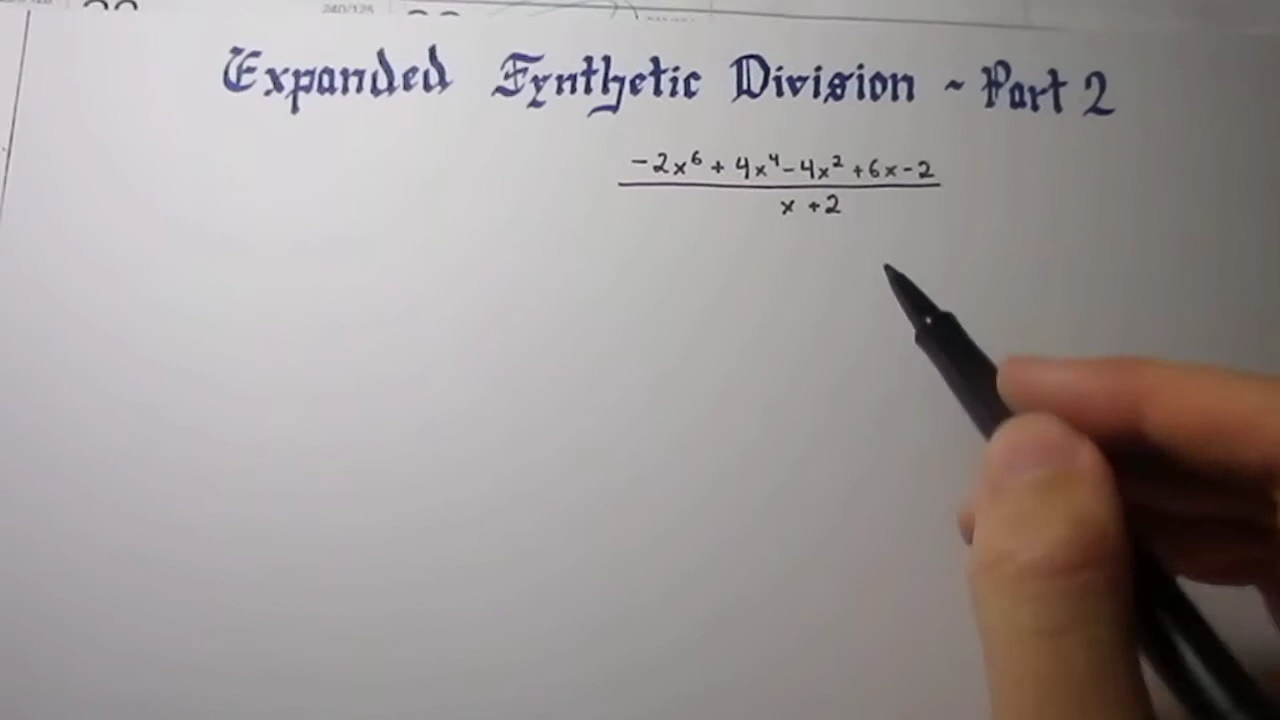 Expanded Synthetic Division ~ Part 2
-2x⁶ + 4x⁴ - 4x² + 6x - 2
x + 2